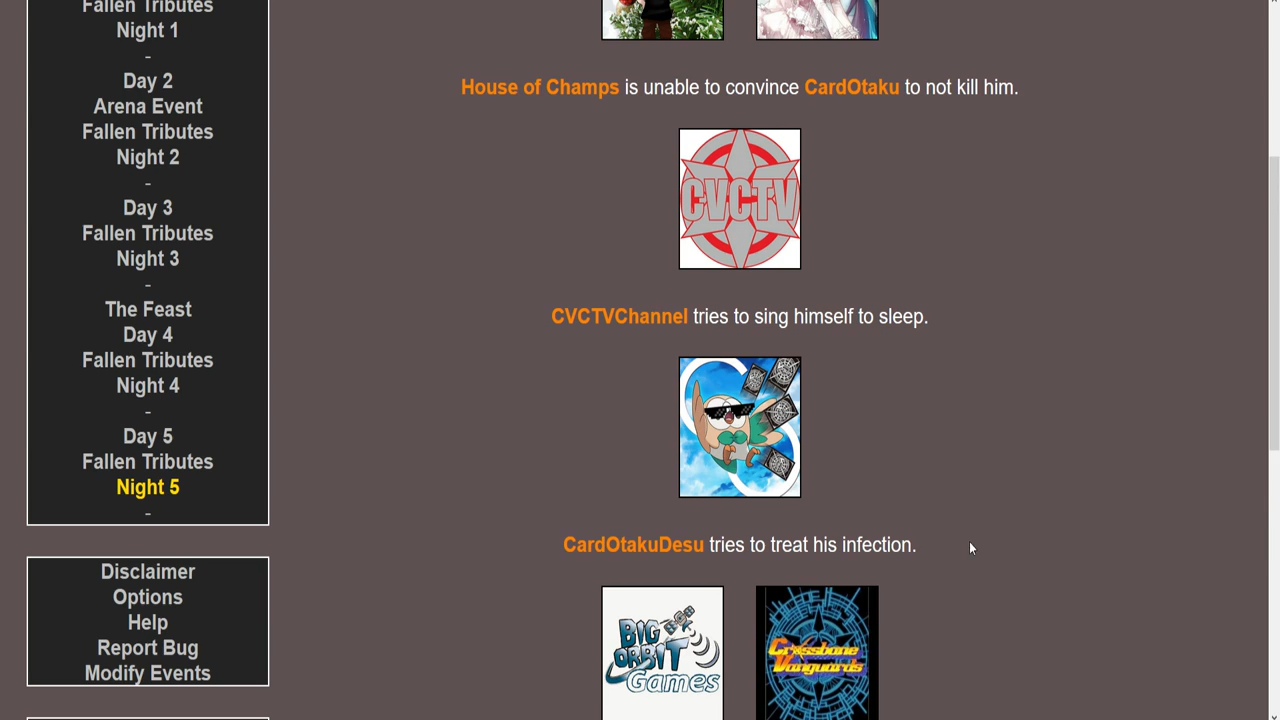 Fallen Tributes
Night 1
-
Day 2
Arena Event
Fallen Tributes
Night 2
-
Day 3
Fallen Tributes
Night 3
-
The Feast
Day 4
Fallen Tributes
Night 4
-
Day 5
Fallen Tributes
Night 5
-
Disclaimer
Options
Help
Report Bug
Modify Events
House of Champs is unable to convince CardOtaku to not kill him.
CVCTV
CVCTVChannel tries to sing himself to sleep.
CardOtakuDesu tries to treat his infection.
BIG
ORBIT
Games
Crossbone
Vanguards